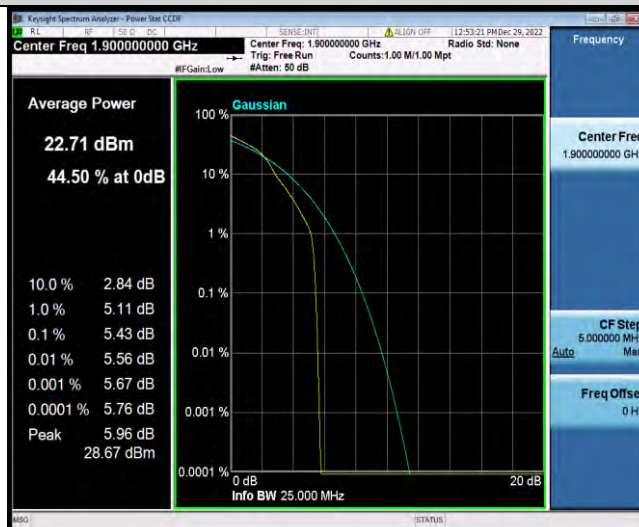 Keysight Spectrum Analyzer - Power Stat CCDF
RL RF 50 Ω DC SENSE:INT ALIGN OFF 12:53:21 PM Dec 29, 2022
Center Freq 1.900000000 GHz
Center Freq: 1.900000000 GHz Radio Std: None
Trig: Free Run Counts:1.00 M/1.00 Mpt
#IFGain:Low #Atten: 50 dB
Frequency
Average Power
22.71 dBm
44.50 % at 0dB
10.0 % 2.84 dB
1.0 % 5.11 dB
0.1 % 5.43 dB
0.01 % 5.56 dB
0.001 % 5.67 dB
0.0001 % 5.76 dB
Peak 5.96 dB
28.67 dBm
Gaussian
100 %
10 %
1 %
0.1 %
0.01 %
0.001 %
0.0001 %
0 dB 20 dB
Info BW 25.000 MHz
Center Freq
1.900000000 GHz
CF Step
5.000000 MH
Auto Ma
Freq Offse
0 H
MSG STATUS